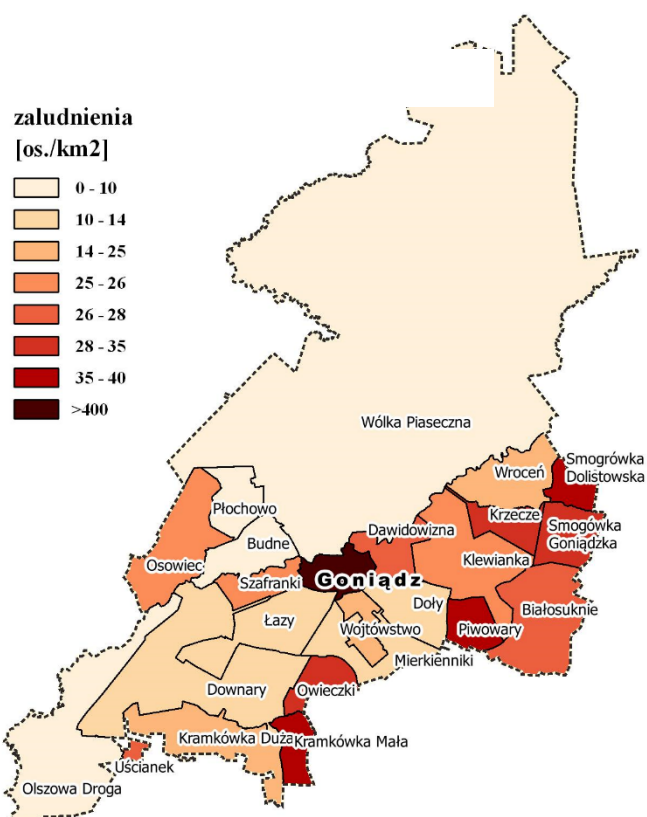 zaludnienia
[os./km2]
0 - 10
10 - 14
14 - 25
25 - 26
26 - 28
28 - 35
35 - 40
>400
Wólka Piaseczna
Wroceń
Smogrówka
Dolistowska
Płochowo
Krzecze
Smogówka
Goniądzka
Dawidowizna
Budne
Klewianka
Osowiec
Szafranki
Goniądz
Doły
Białosuknie
Łazy
Wojtówstwo
Piwowary
Mierkienniki
Downary
Owieczki
Kramkówka Duża
Kramkówka Mała
Uścianek
Olszowa Droga